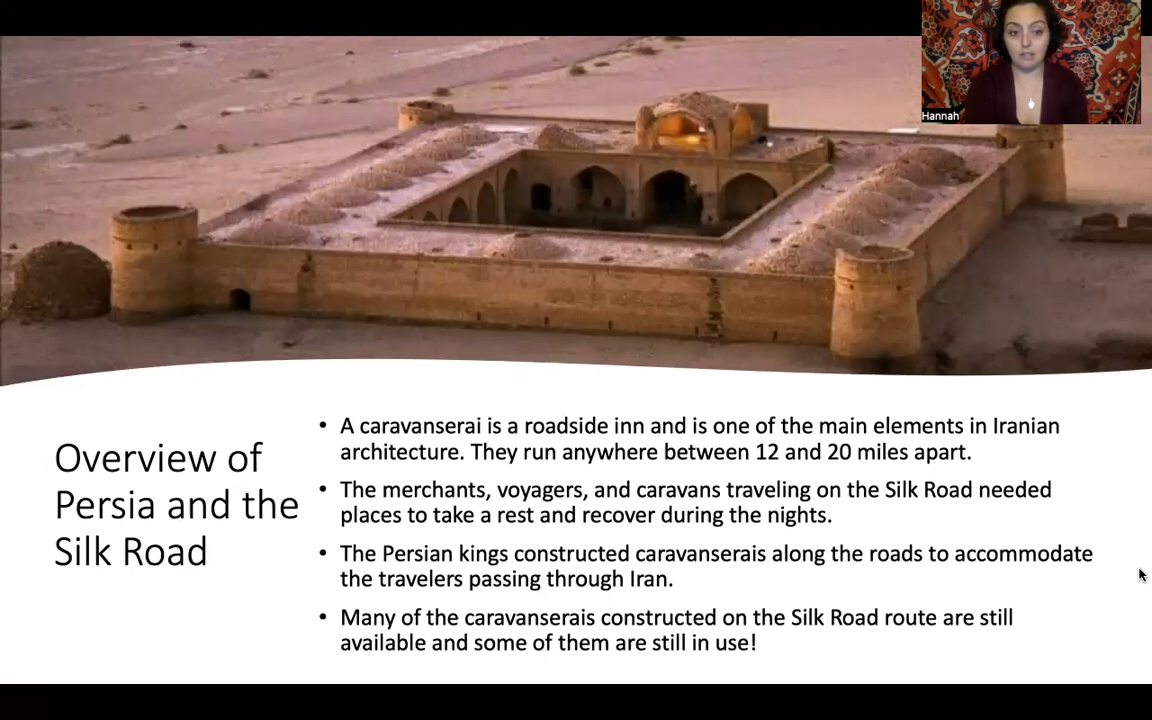 Hannah
Overview of
Persia and the
Silk Road
• A caravanserai is a roadside inn and is one of the main elements in Iranian
architecture. They run anywhere between 12 and 20 miles apart.
• The merchants, voyagers, and caravans traveling on the Silk Road needed
places to take a rest and recover during the nights.
• The Persian kings constructed caravanserais along the roads to accommodate
the travelers passing through Iran.
• Many of the caravanserais constructed on the Silk Road route are still
available and some of them are still in use!